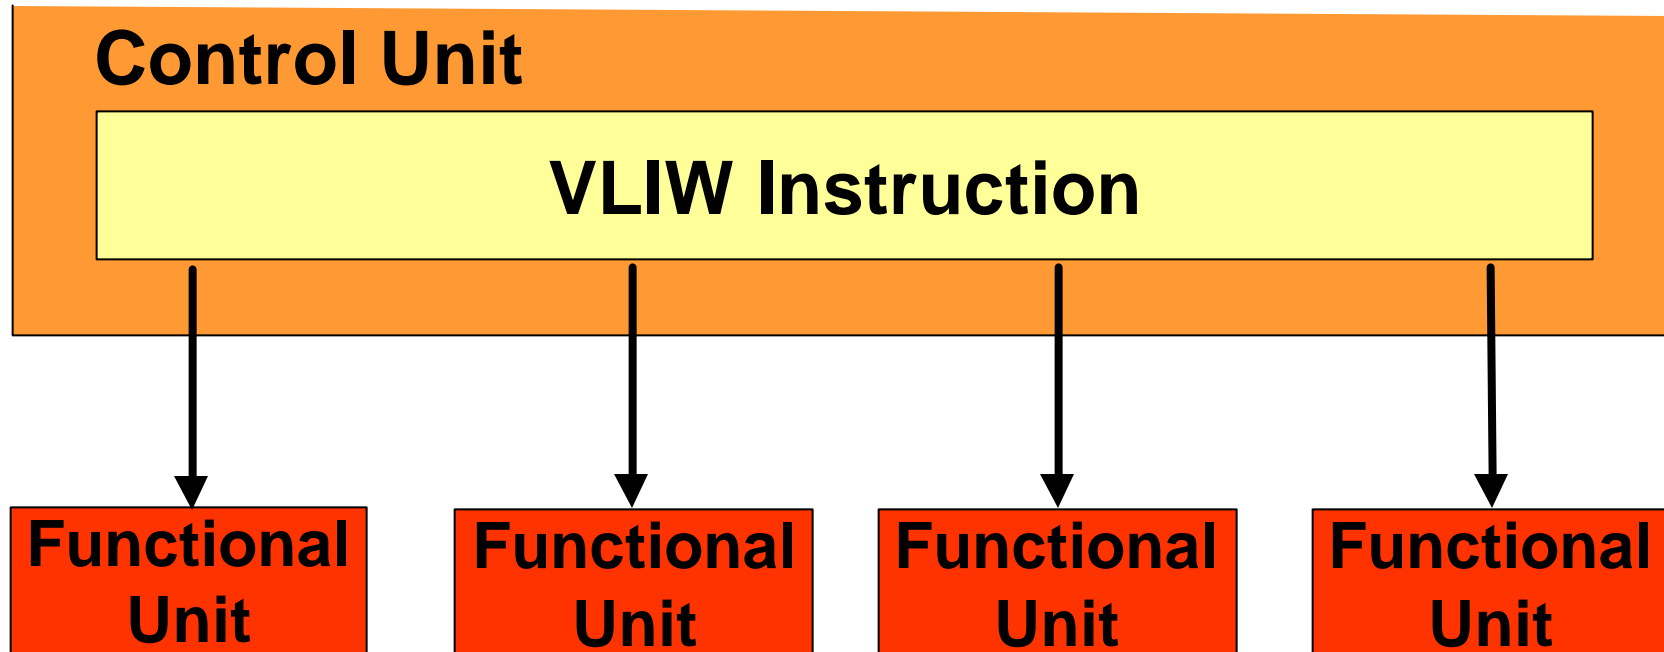 Control Unit
VLIW Instruction
Functional
Unit
Functional
Unit
Functional
Unit
Functional
Unit